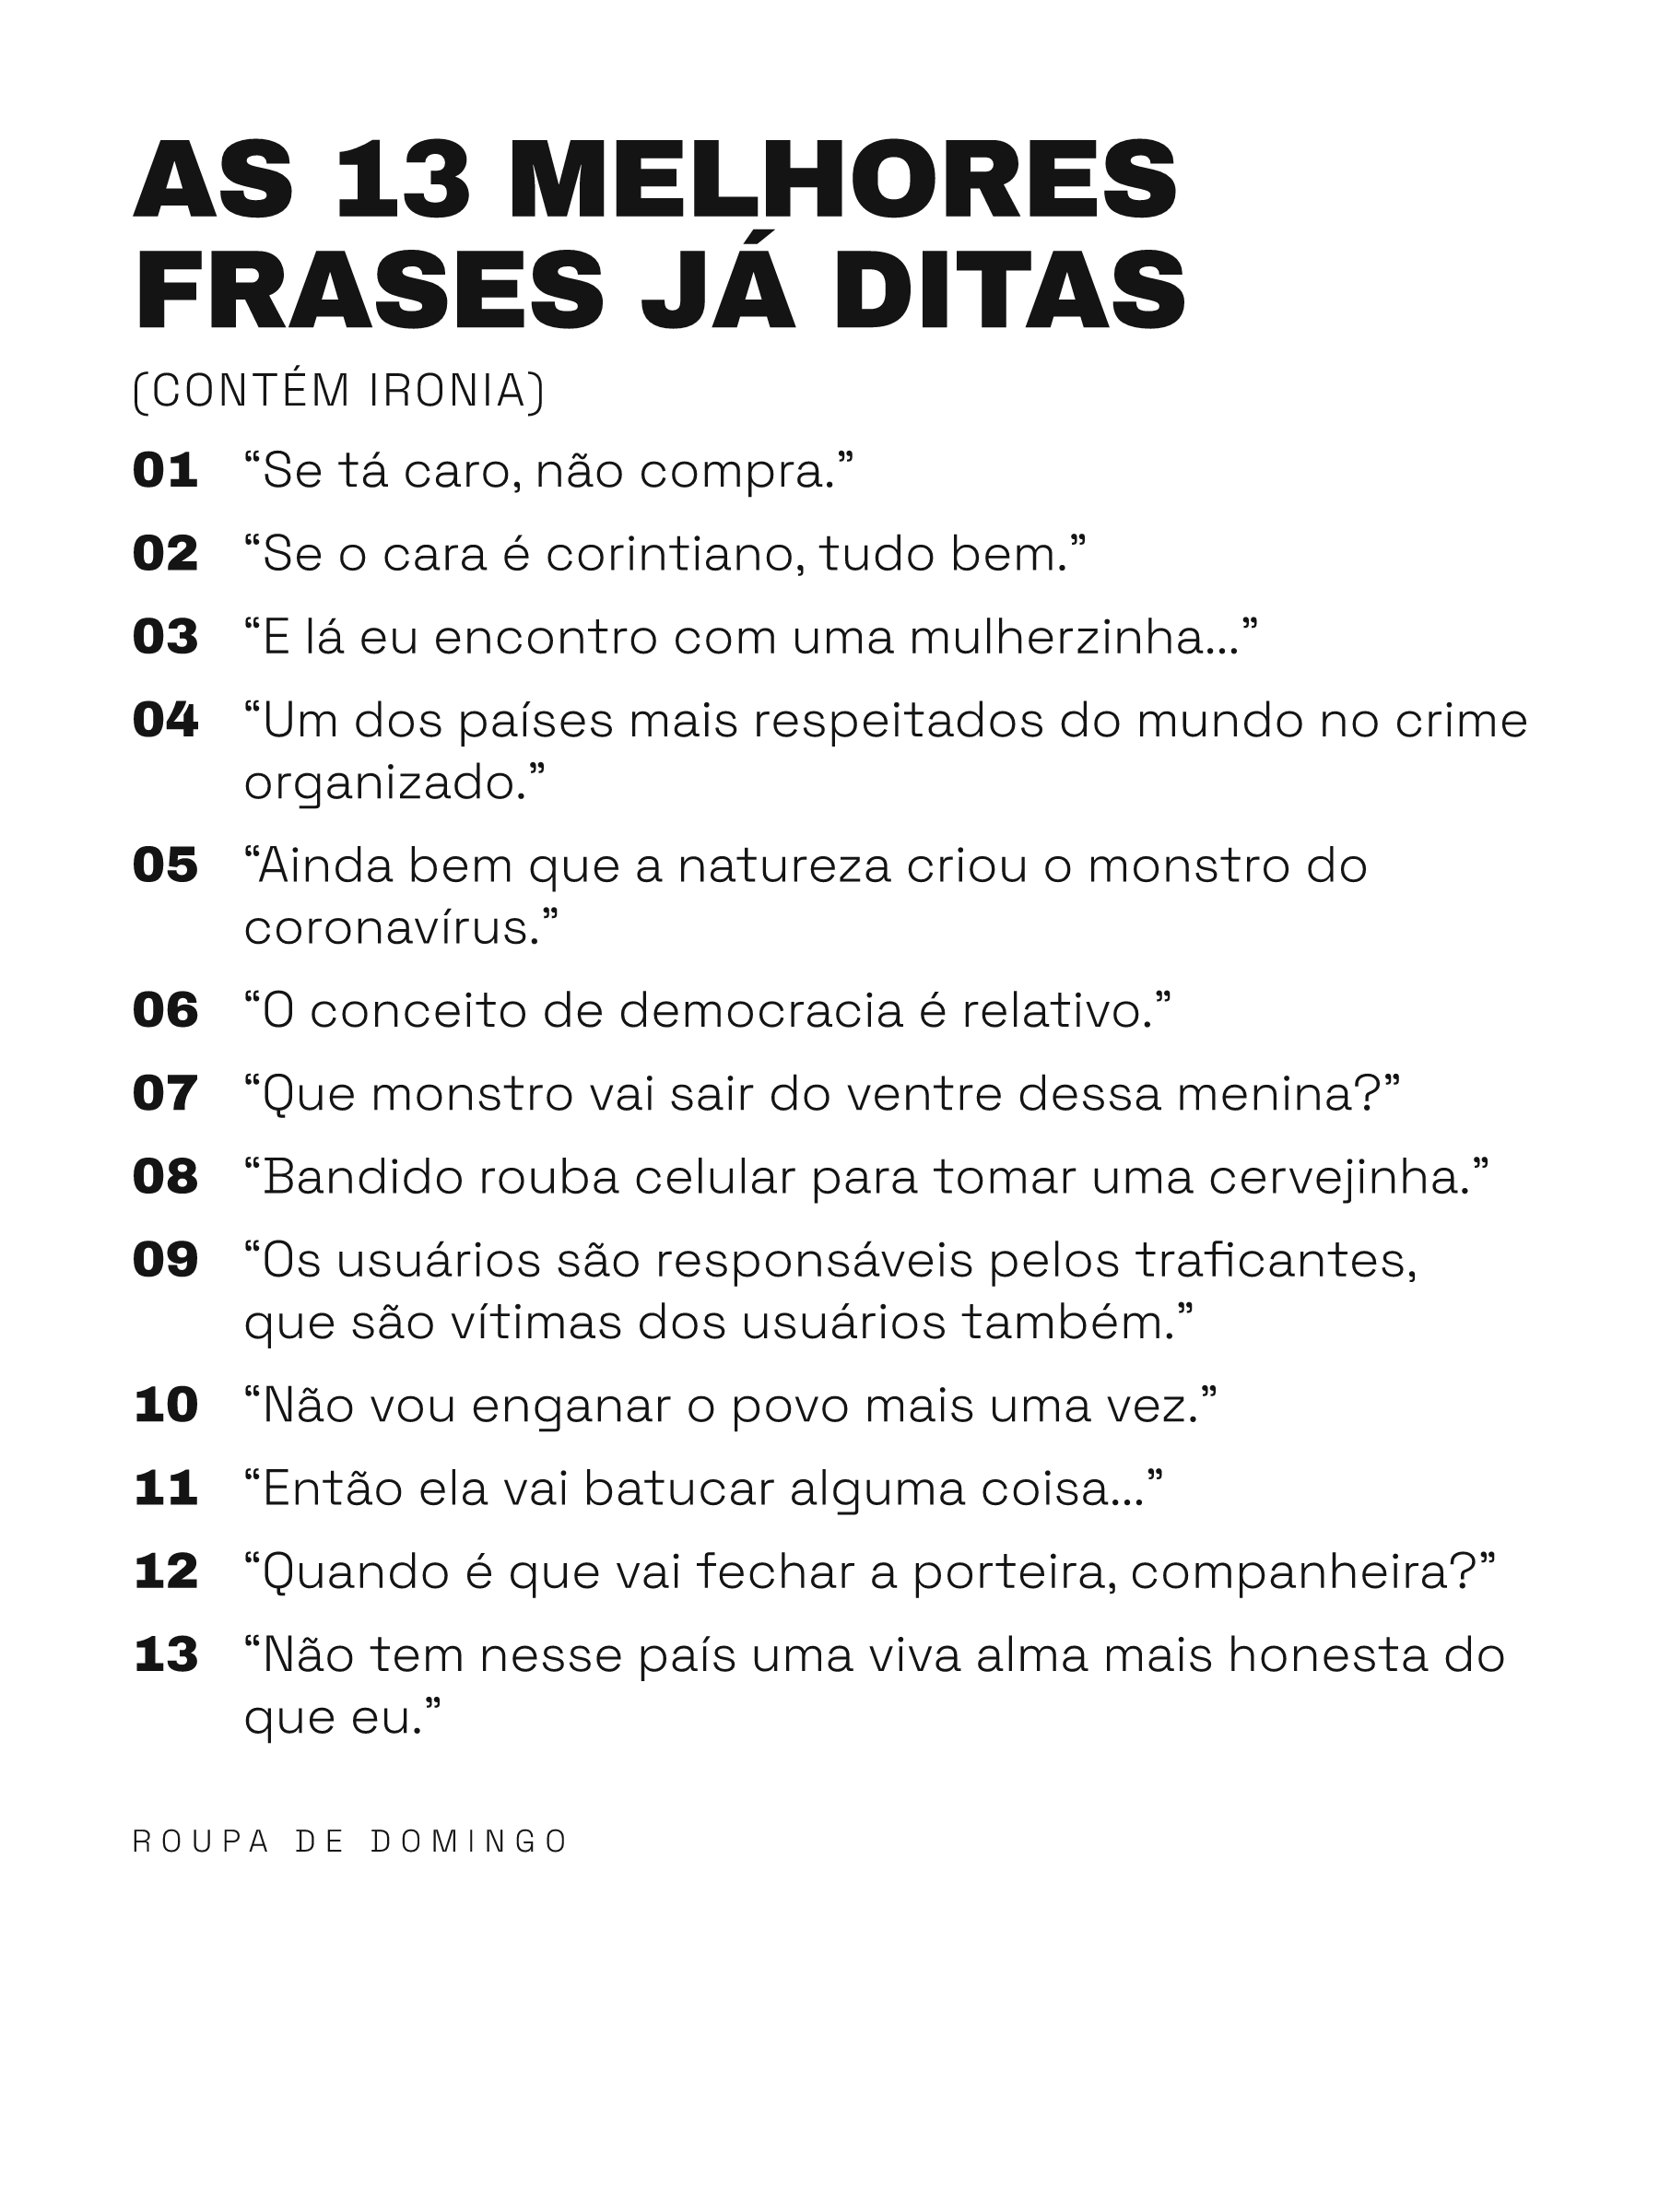 AS 13 MELHORES
FRASES JÁ DITAS
(CONTÉM IRONIA)
01 “Se tá caro, não compra.”
02 “Se o cara é corintiano, tudo bem.”
03 “E lá eu encontro com uma mulherzinha...”
04 “Um dos países mais respeitados do mundo no crime
organizado.”
05 “Ainda bem que a natureza criou o monstro do
coronavírus.”
06 “O conceito de democracia é relativo.”
07 “Que monstro vai sair do ventre dessa menina?”
08 “Bandido rouba celular para tomar uma cervejinha.”
09 “Os usuários são responsáveis pelos traficantes,
que são vítimas dos usuários também.”
10 “Não vou enganar o povo mais uma vez.”
11 “Então ela vai batucar alguma coisa...”
12 “Quando é que vai fechar a porteira, companheira?”
13 “Não tem nesse país uma viva alma mais honesta do
que eu.”
ROUPA DE DOMINGO